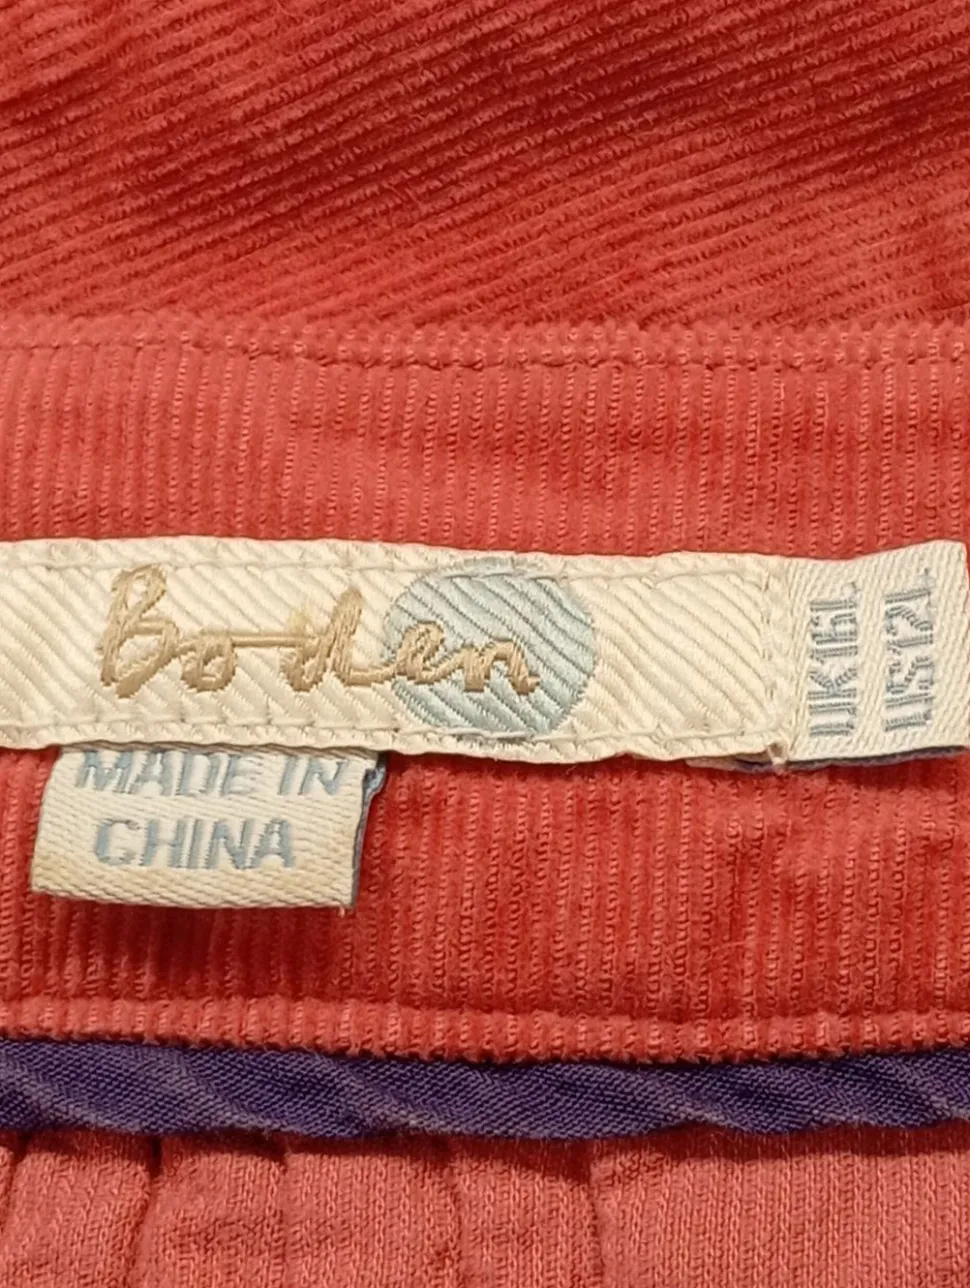 Boden
UK16L
US12L
MADE IN
CHINA